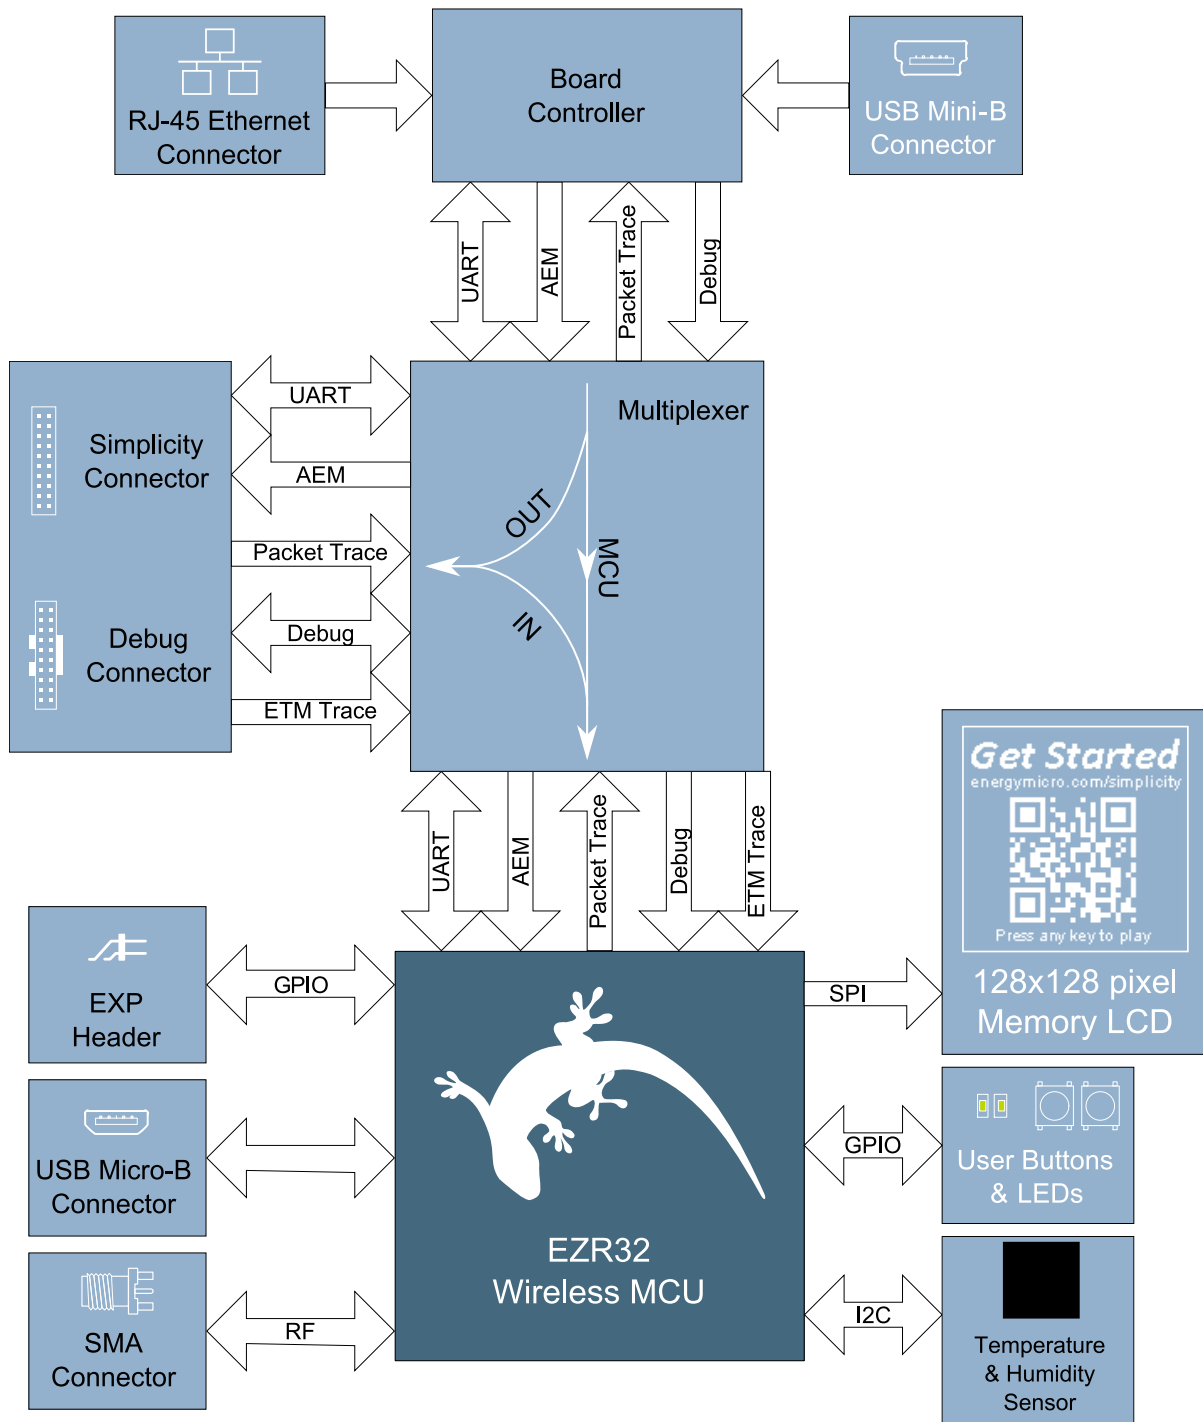 RJ-45 Ethernet
Connector
Board
Controller
USB Mini-B
Connector
UART
AEM
Packet Trace
Debug
Simplicity
Connector
Debug
Connector
UART
AEM
Packet Trace
Debug
ETM Trace
Multiplexer
OUT
MCU
IN
UART
AEM
Packet Trace
Debug
ETM Trace
Get Started
energymicro.com/simplicity
Press any key to play
128x128 pixel
Memory LCD
EXP
Header
GPIO
SPI
USB Micro-B
Connector
GPIO
User Buttons
& LEDs
EZR32
Wireless MCU
SMA
Connector
RF
I2C
Temperature
& Humidity
Sensor